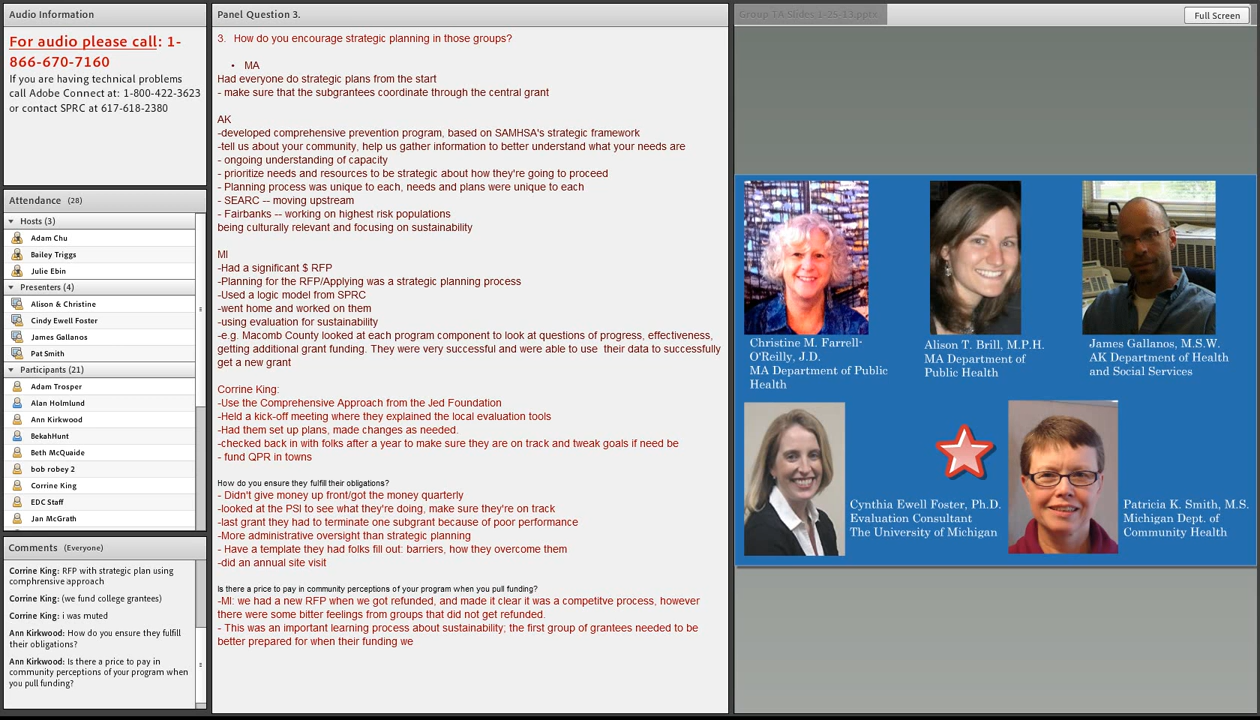 Audio Information
For audio please call: 1-
866-670-7160
If you are having technical problems
call Adobe Connect at: 1-800-422-3623
or contact SPRC at 617-618-2380
Attendance (28)
Hosts (3)
Adam Chu
Bailey Triggs
Julie Ebin
Presenters (4)
Alison & Christine
Cindy Ewell Foster
James Gallanos
Pat Smith
Participants (21)
Adam Trosper
Alan Holmlund
Ann Kirkwood
BekahHunt
Beth McQuaide
bob robey 2
Corrine King
EDC Staff
Jan McGrath
Comments (Everyone)
Corrine King: RFP with strategic plan using
comphrensive approach
Corrine King: (we fund college grantees)
Corrine King: i was muted
Ann Kirkwood: How do you ensure they fulfill
their obligations?
Ann Kirkwood: Is there a price to pay in
community perceptions of your program when
you pull funding?
Panel Question 3.
3. How do you encourage strategic planning in those groups?
• MA
Had everyone do strategic plans from the start
- make sure that the subgrantees coordinate through the central grant
AK
-developed comprehensive prevention program, based on SAMHSA's strategic framework
-tell us about your community, help us gather information to better understand what your needs are
- ongoing understanding of capacity
- prioritize needs and resources to be strategic about how they're going to proceed
- Planning process was unique to each, needs and plans were unique to each
- SEARC -- moving upstream
- Fairbanks -- working on highest risk populations
being culturally relevant and focusing on sustainability
MI
-Had a significant $ RFP
-Planning for the RFP/Applying was a strategic planning process
-Used a logic model from SPRC
-went home and worked on them
-using evaluation for sustainability
-e.g. Macomb County looked at each program component to look at questions of progress, effectiveness,
getting additional grant funding. They were very successful and were able to use their data to successfully
get a new grant
Corrine King:
-Use the Comprehensive Approach from the Jed Foundation
-Held a kick-off meeting where they explained the local evaluation tools
-Had them set up plans, made changes as needed.
-checked back in with folks after a year to make sure they are on track and tweak goals if need be
- fund QPR in towns
How do you ensure they fulfill their obligations?
- Didn't give money up front/got the money quarterly
-looked at the PSI to see what they're doing, make sure they're on track
-last grant they had to terminate one subgrant because of poor performance
-More administrative oversight than strategic planning
- Have a template they had folks fill out: barriers, how they overcome them
-did an annual site visit
Is there a price to pay in community perceptions of your program when you pull funding?
-MI: we had a new RFP when we got refunded, and made it clear it was a competitve process, however
there were some bitter feelings from groups that did not get refunded.
- This was an important learning process about sustainability; the first group of grantees needed to be
better prepared for when their funding we
Group TA Slides 1-25-13.pptx
Full Screen
Christine M. Farrell-
O'Reilly, J.D.
MA Department of Public
Health
Alison T. Brill, M.P.H.
MA Department of
Public Health
James Gallanos, M.S.W.
AK Department of Health
and Social Services
Cynthia Ewell Foster, Ph.D.
Evaluation Consultant
The University of Michigan
Patricia K. Smith, M.S.
Michigan Dept. of
Community Health